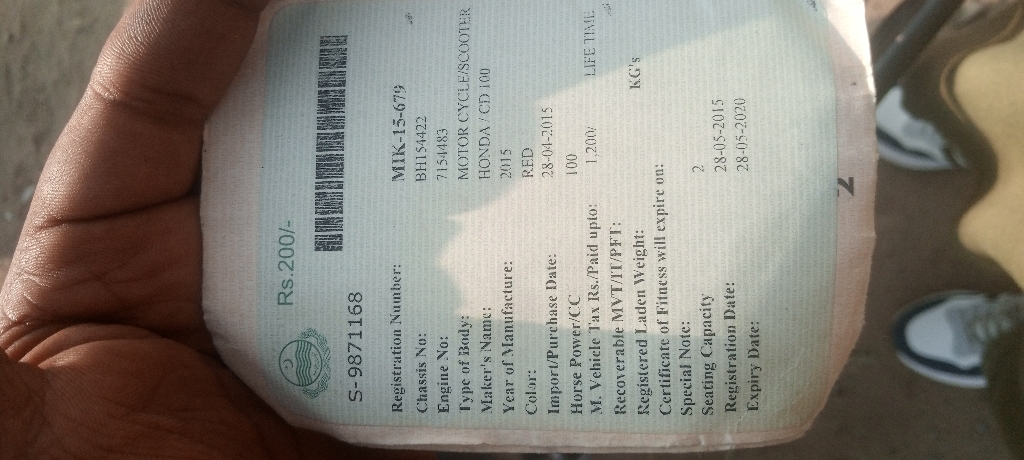 Rs.200/-
S-9871168
Registration Number: MIK-15-679
Chassis No: BH154422
Engine No: 7154483
Type of Body: MOTOR CYCLE/SCOOTER
Maker's Name: HONDA / CD 100
Year of Manufacture: 2015
Color: RED
Import/Purchase Date: 28-04-2015
Horse Power/CC 100
M. Vehicle Tax Rs./Paid upto: 1,200/ LIFE TIME
Recoverable MVT/IT/PFT:
Registered Laden Weight: KG's
Certificate of Fitness will expire on:
Special Note:
Seating Capacity 2
Registration Date: 28-05-2015
Expiry Date: 28-05-2020
2